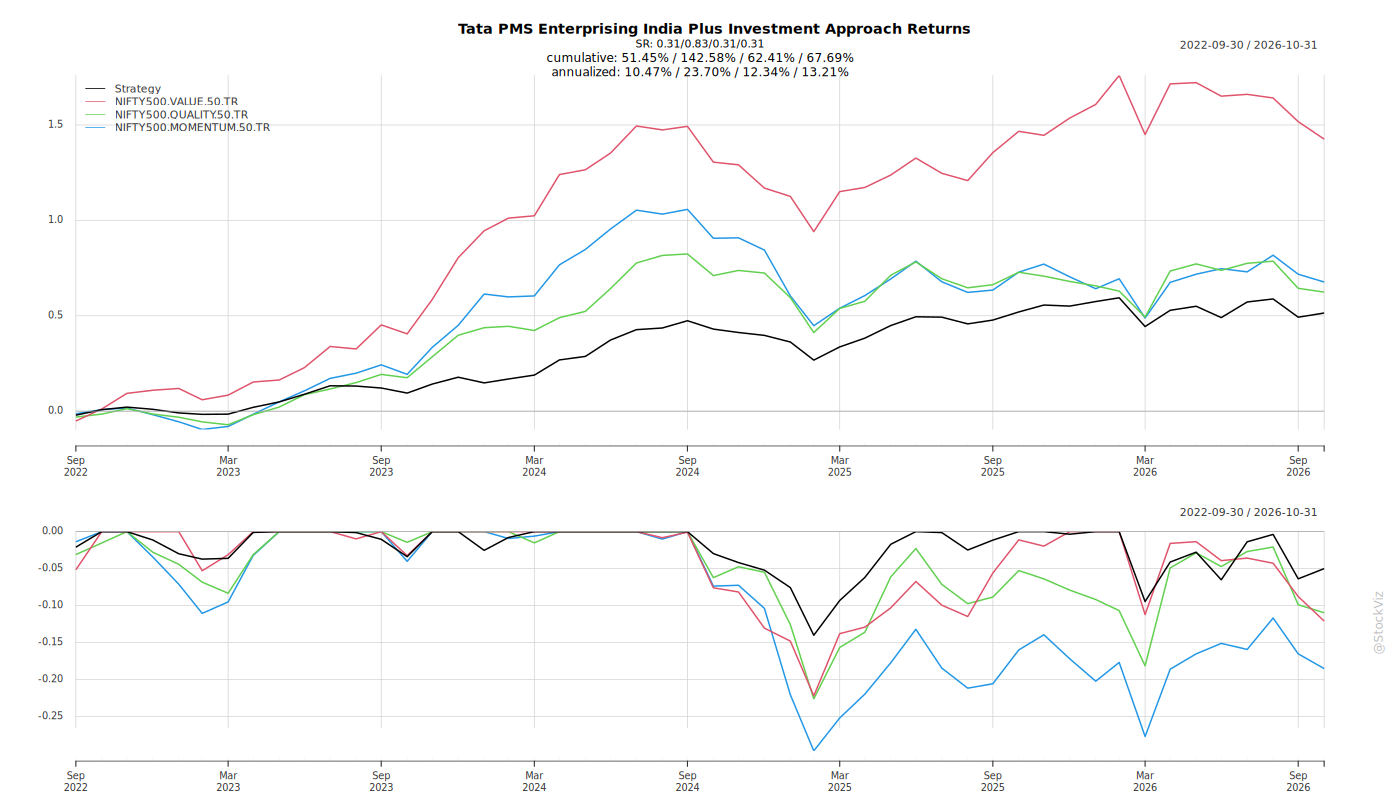 Tata PMS Enterprising India Plus Investment Approach Returns
SR: 0.31/0.83/0.31/0.31
cumulative: 51.45% / 142.58% / 62.41% / 67.69%
annualized: 10.47% / 23.70% / 12.34% / 13.21%
2022-09-30 / 2026-10-31
Strategy
NIFTY500.VALUE.50.TR
NIFTY500.QUALITY.50.TR
NIFTY500.MOMENTUM.50.TR
1.5
1.0
0.5
0.0
Sep Mar Sep Mar Sep Mar Sep Mar Sep
2022 2023 2023 2024 2024 2025 2025 2026 2026
2022-09-30 / 2026-10-31
0.00
-0.05
-0.10
-0.15
-0.20
-0.25
Sep Mar Sep Mar Sep Mar Sep Mar Sep
2022 2023 2023 2024 2024 2025 2025 2026 2026
@StockViz